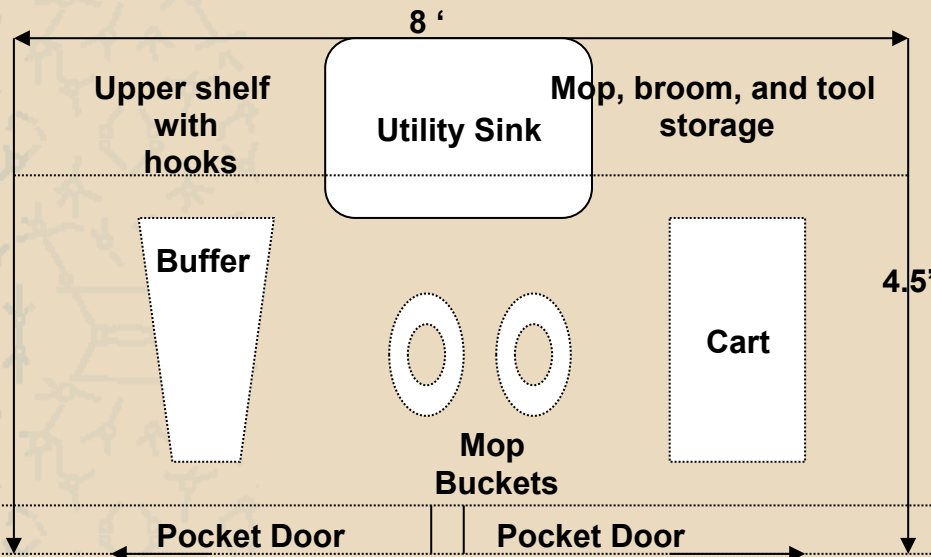 8 ‘
Upper shelf
with
hooks
Utility Sink
Mop, broom, and tool
storage
Buffer
4.5’
Cart
Mop
Buckets
Pocket Door
Pocket Door